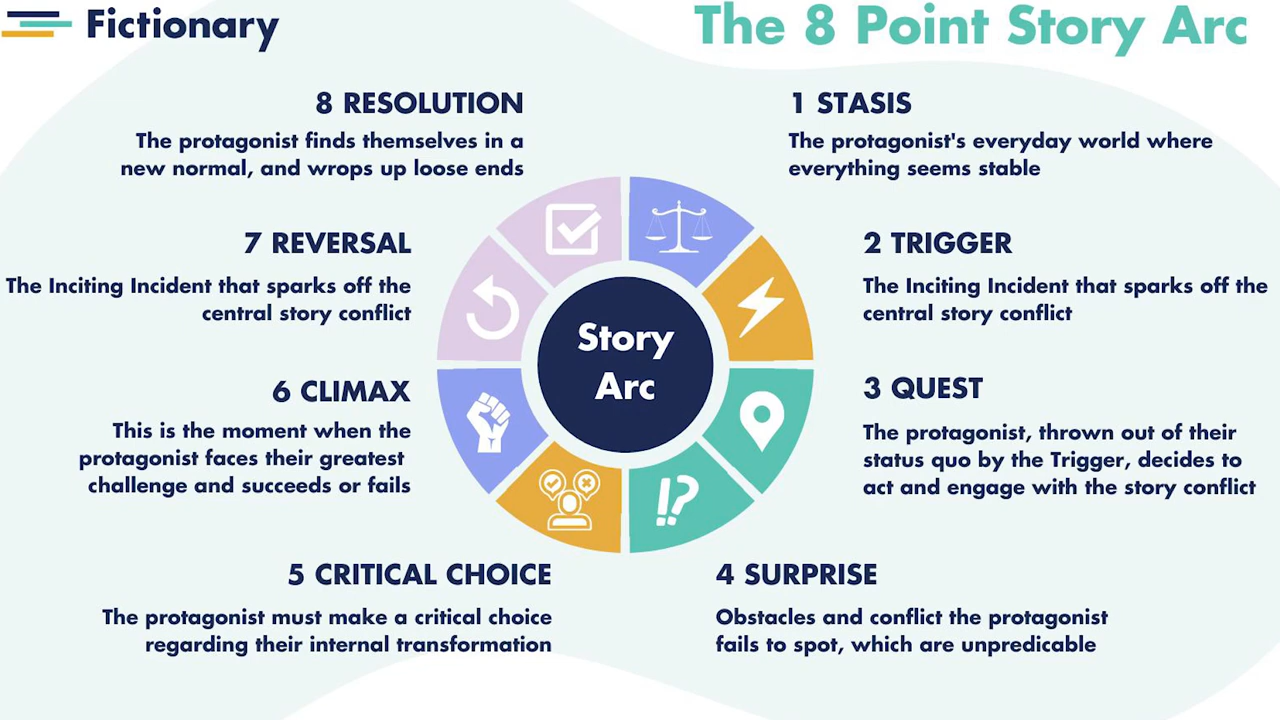 Fictionary
The 8 Point Story Arc
1 STASIS
The protagonist's everyday world where
everything seems stable
2 TRIGGER
The Inciting Incident that sparks off the
central story conflict
3 QUEST
The protagonist, thrown out of their
status quo by the Trigger, decides to
act and engage with the story conflict
4 SURPRISE
Obstacles and conflict the protagonist
fails to spot, which are unpredicable
5 CRITICAL CHOICE
The protagonist must make a critical choice
regarding their internal transformation
6 CLIMAX
This is the moment when the
protagonist faces their greatest
challenge and succeeds or fails
7 REVERSAL
The Inciting Incident that sparks off the
central story conflict
8 RESOLUTION
The protagonist finds themselves in a
new normal, and wrops up loose ends
Story
Arc
!?